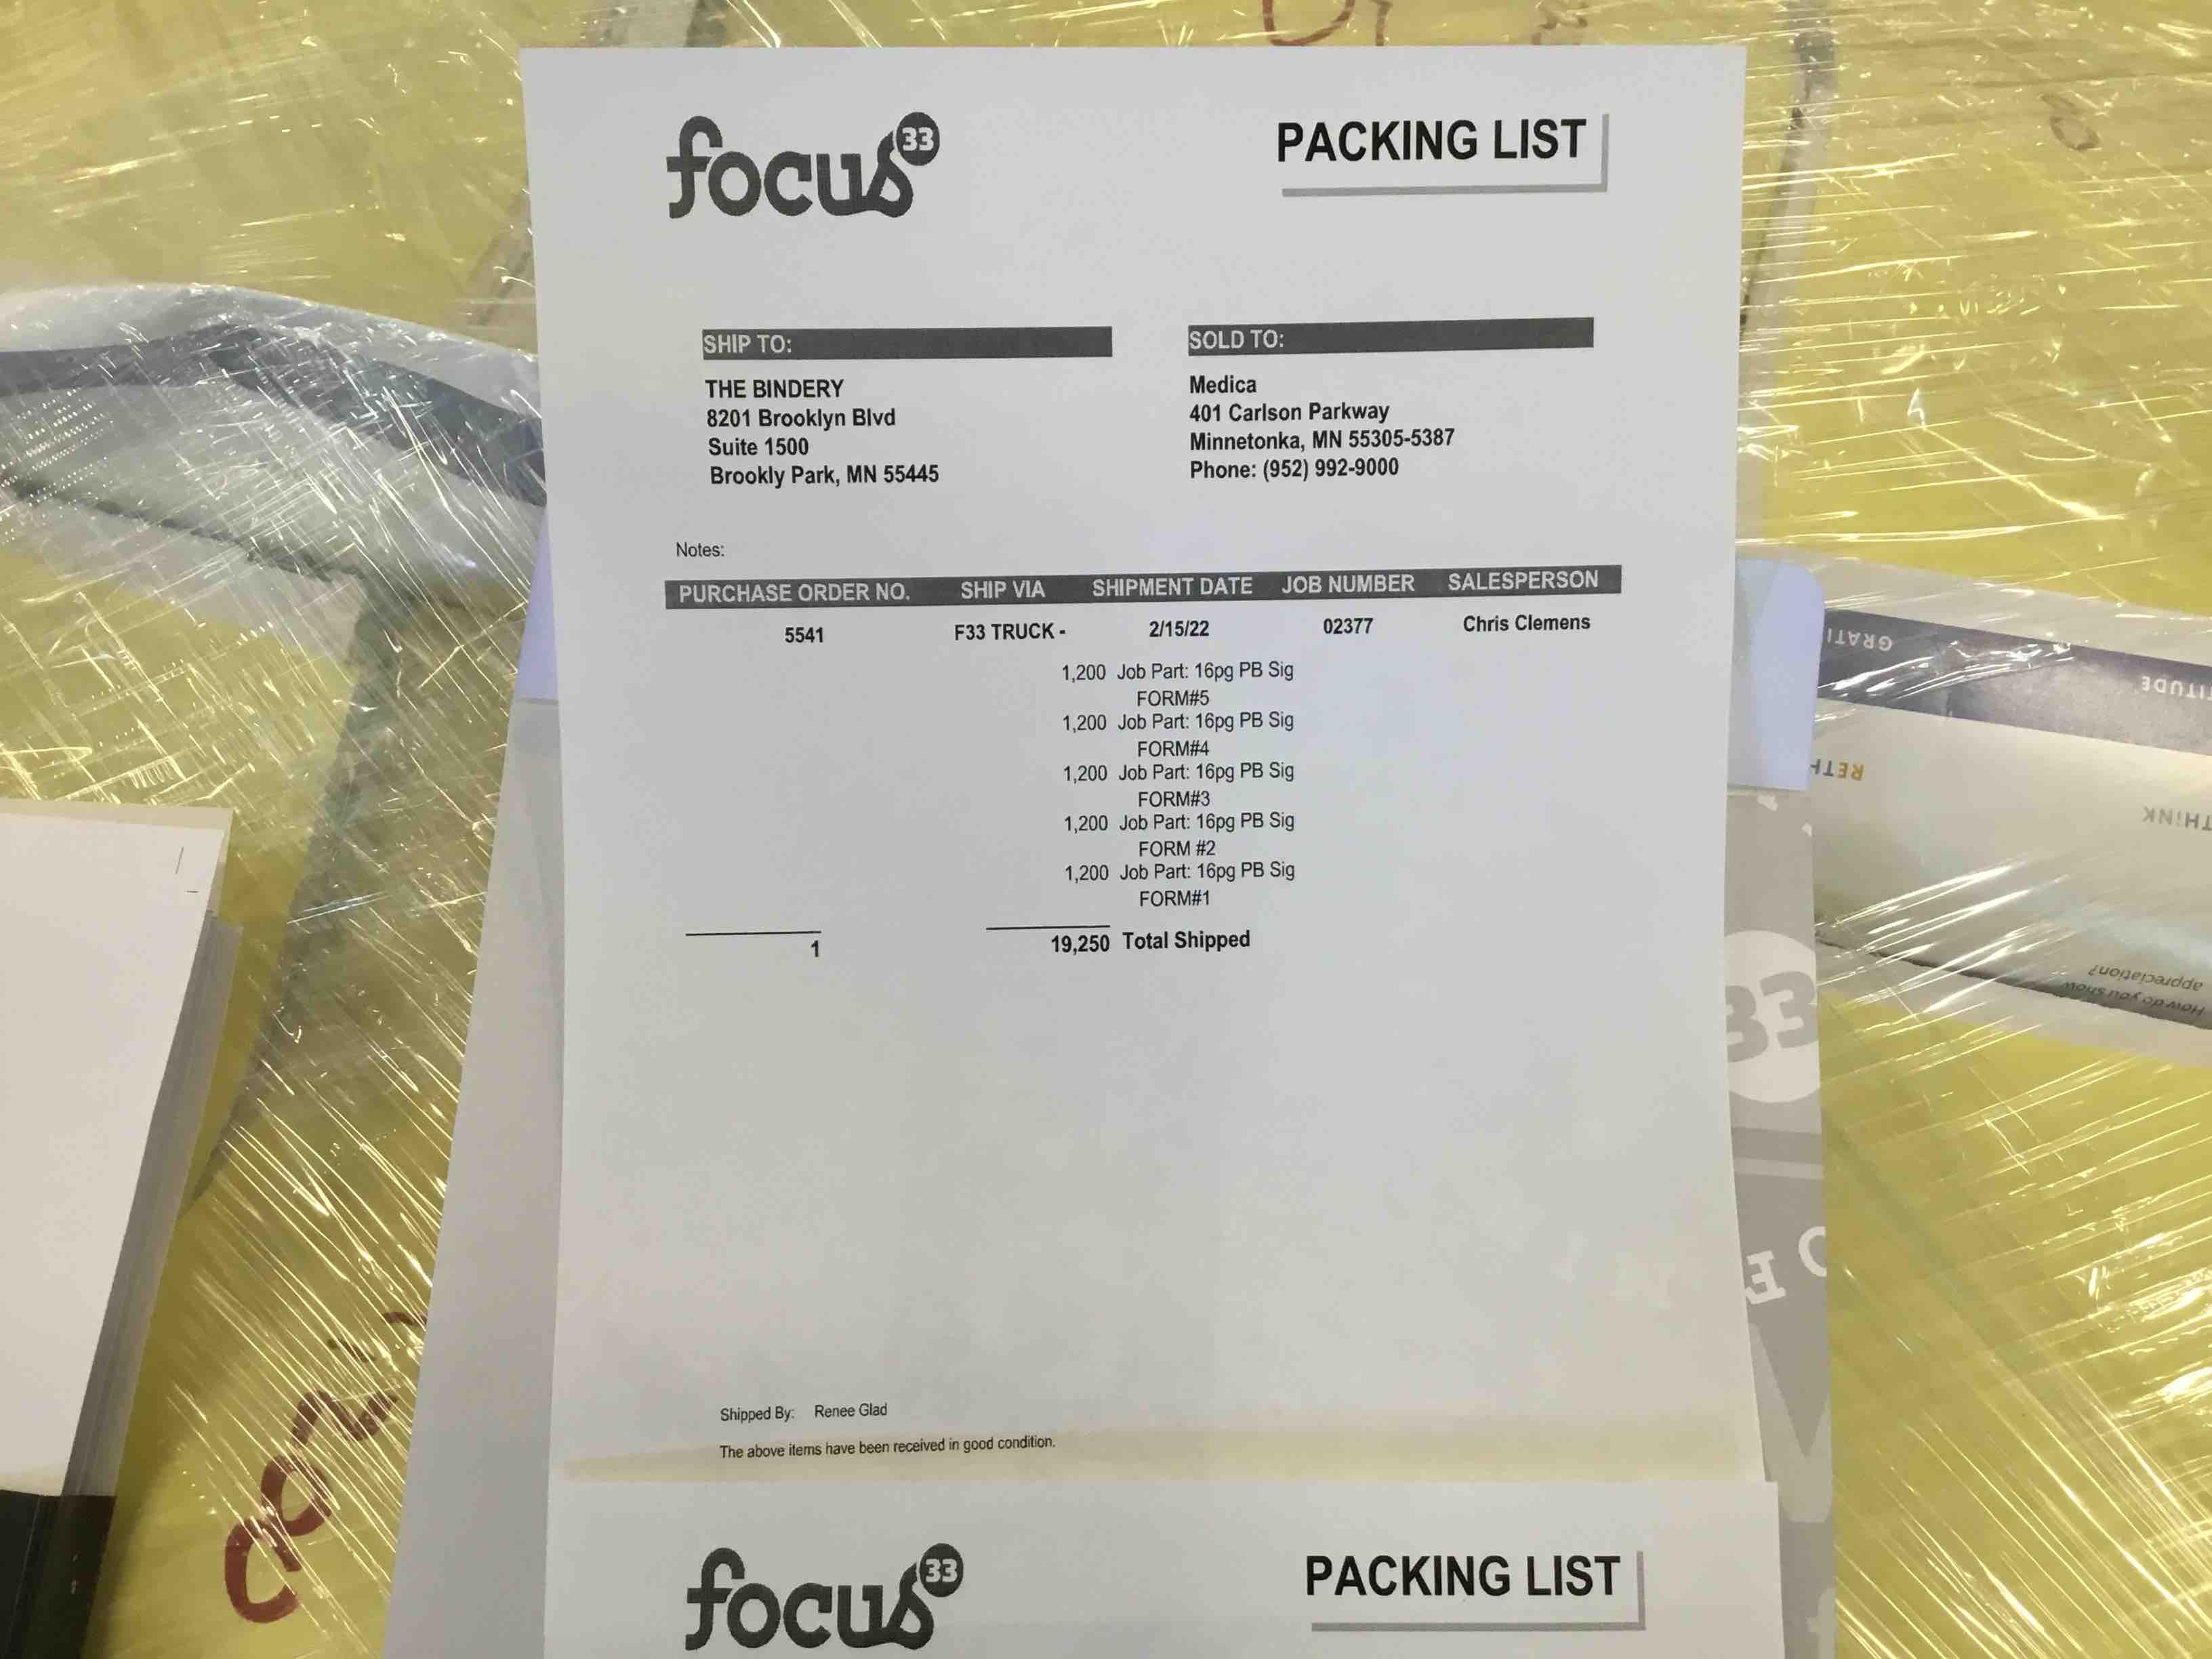 focus33
PACKING LIST
SHIP TO:
THE BINDERY
8201 Brooklyn Blvd
Suite 1500
Brookly Park, MN 55445
SOLD TO:
Medica
401 Carlson Parkway
Minnetonka, MN 55305-5387
Phone: (952) 992-9000
Notes:
PURCHASE ORDER NO. SHIP VIA SHIPMENT DATE JOB NUMBER SALESPERSON
5541 F33 TRUCK - 2/15/22 02377 Chris Clemens
1,200 Job Part: 16pg PB Sig
FORM#5
1,200 Job Part: 16pg PB Sig
FORM#4
1,200 Job Part: 16pg PB Sig
FORM#3
1,200 Job Part: 16pg PB Sig
FORM #2
1,200 Job Part: 16pg PB Sig
FORM#1
1 19,250 Total Shipped
Shipped By: Renee Glad
The above items have been received in good condition.
focus33
PACKING LIST
GRATI
TITUDE
RETH
THiNK
How do you show
appreciation?
33